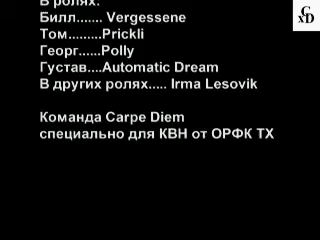 В ролях:
Билл....... Vergessene
Том.........Prickli
Георг......Polly
Густав....Automatic Dream
В других ролях..... Irma Lesovik
Команда Carpe Diem
специально для КВН от ОРФК ТХ
CxD